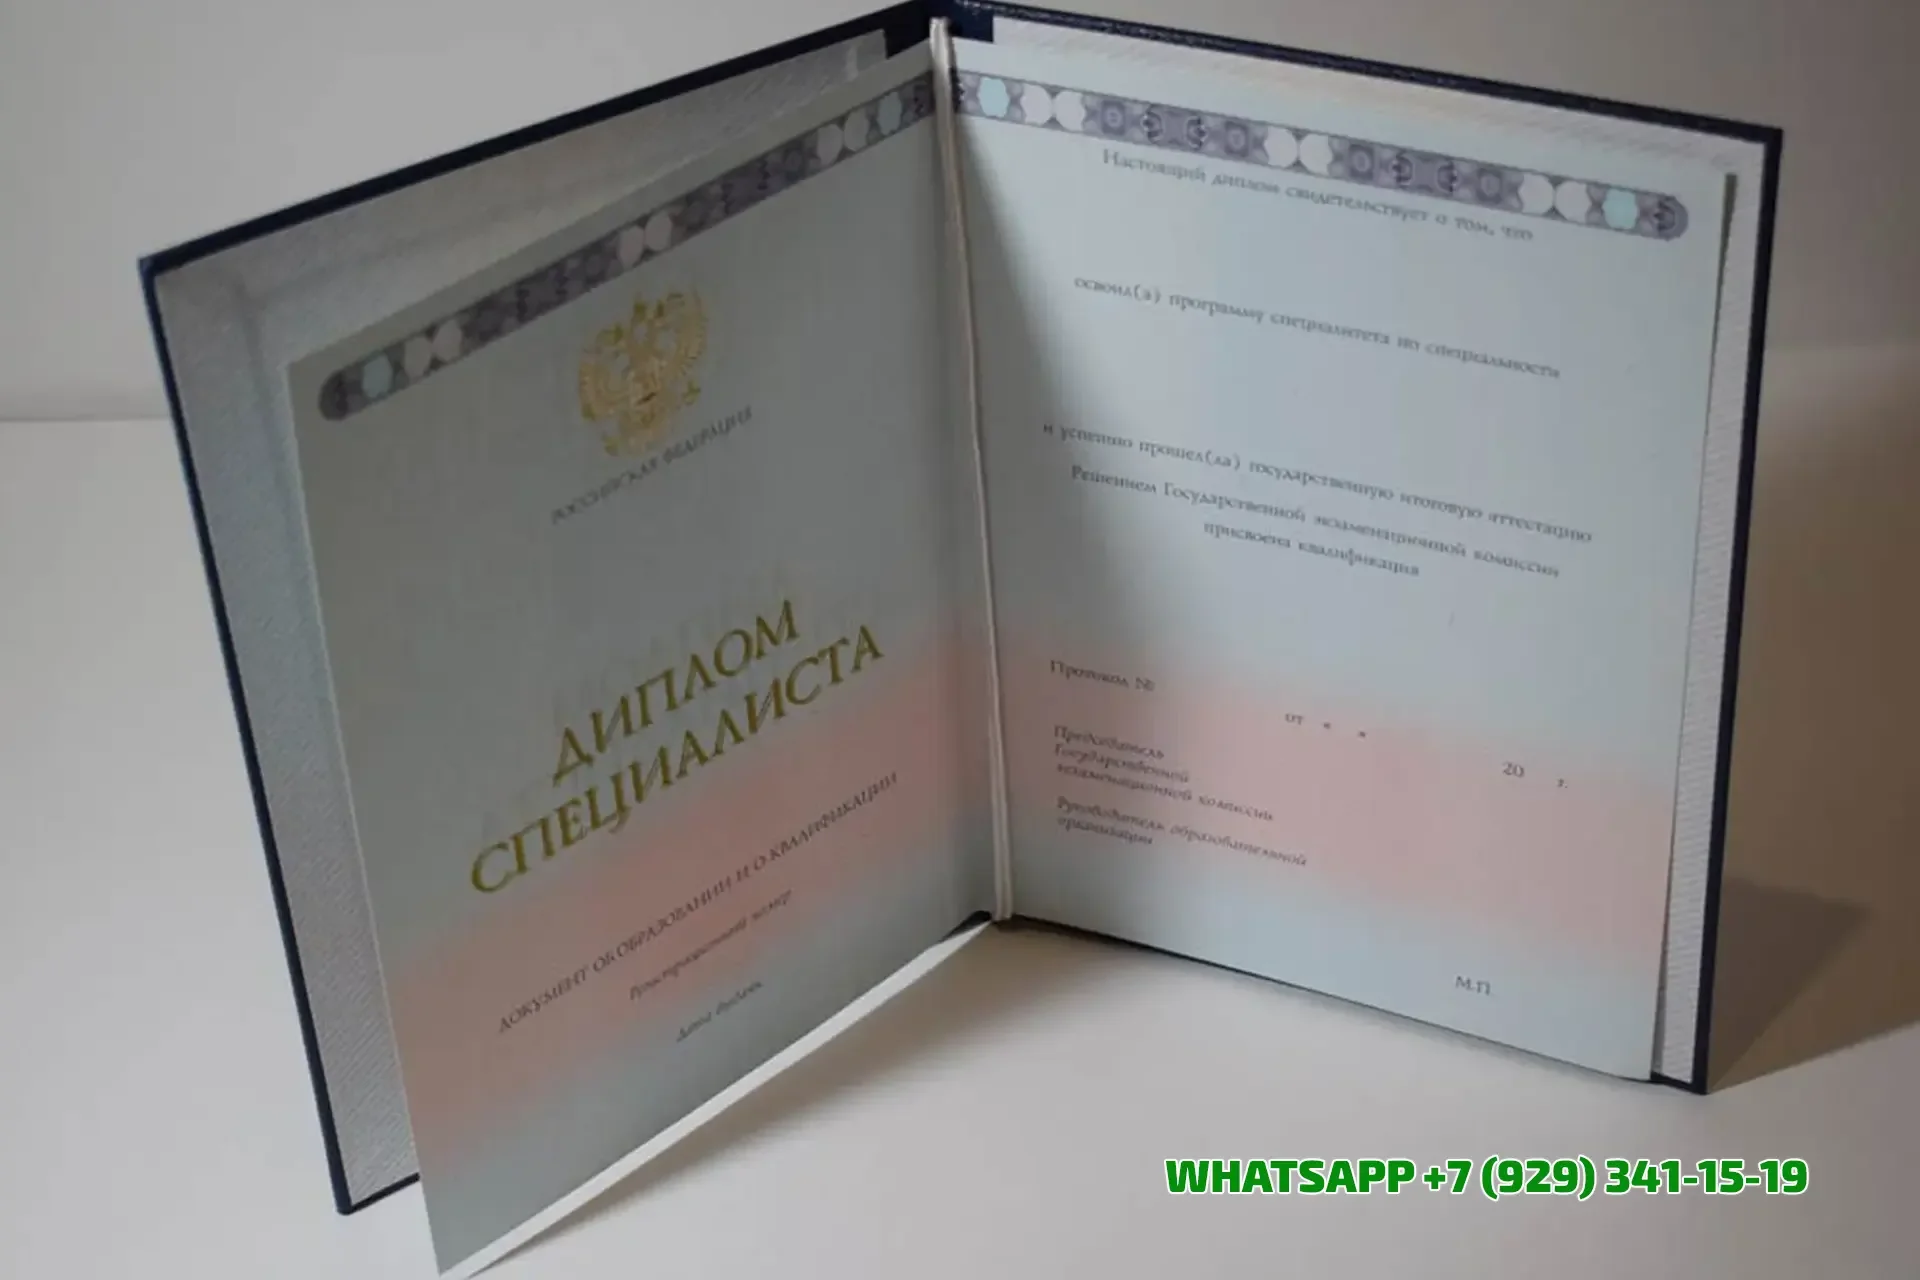 РОССИЙСКАЯ ФЕДЕРАЦИЯ
ДИПЛОМ
СПЕЦИАЛИСТА
ДОКУМЕНТ ОБ ОБРАЗОВАНИИ И О КВАЛИФИКАЦИИ
Регистрационный номер
Дата выдачи
Настоящий диплом свидетельствует о том, что
освоил(а) программу специалитета по специальности
и успешно прошел(ла) государственную итоговую аттестацию
Решением Государственной экзаменационной комиссии
присвоена квалификация
Протокол №
от « » 20 г.
Председатель
Государственной
экзаменационной комиссии
Руководитель образовательной
организации
М.П.
WHATSAPP +7 (929) 341-15-19